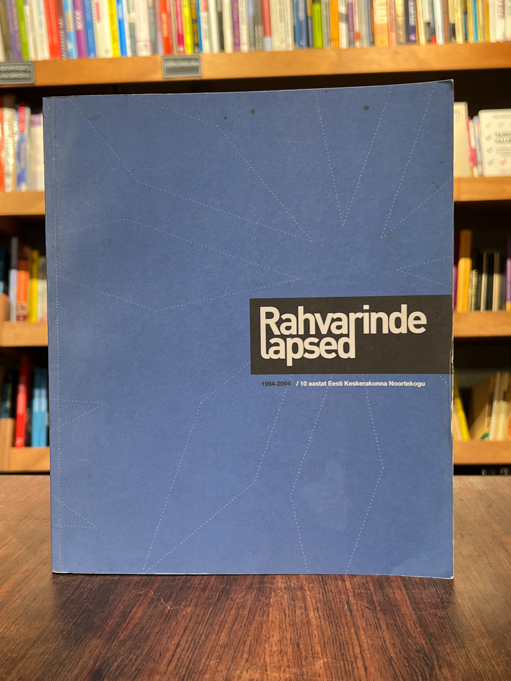 Rahvarinde
lapsed
1994-2004 / 10 aastat Eesti Keskerakonna Noortekogu